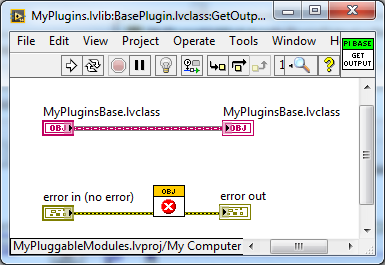 MyPlugins.lvlib:BasePlugin.lvclass:GetOutp...
File Edit View Project Operate Tools Window H
PI BASE
GET
OUTPUT
1
?
MyPluginsBase.lvclass MyPluginsBase.lvclass
OBJ OBJ
error in (no error) OBJ error out
MyPluggableModules.lvproj/My Computer